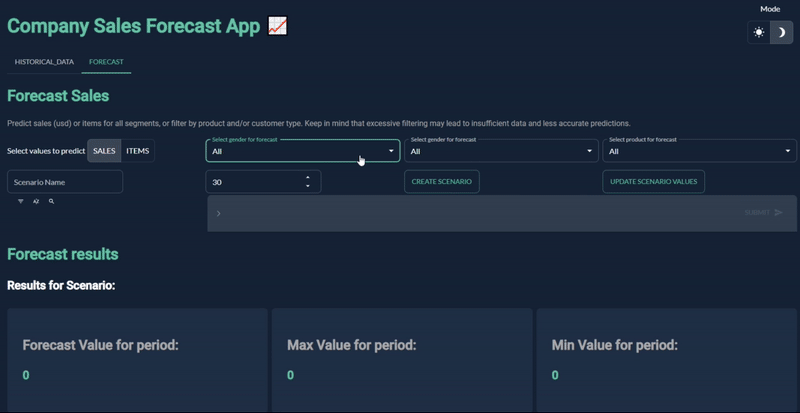 Mode
Company Sales Forecast App 📈
HISTORICAL_DATA FORECAST
Forecast Sales
Predict sales (usd) or items for all segments, or filter by product and/or customer type. Keep in mind that excessive filtering may lead to insufficient data and less accurate predictions.
Select values to predict SALES ITEMS
Select gender for forecast Select gender for forecast Select product for forecast
All All All
Scenario Name 30 CREATE SCENARIO UPDATE SCENARIO VALUES
SUBMIT
Forecast results
Results for Scenario:
Forecast Value for period: Max Value for period: Min Value for period:
0 0 0